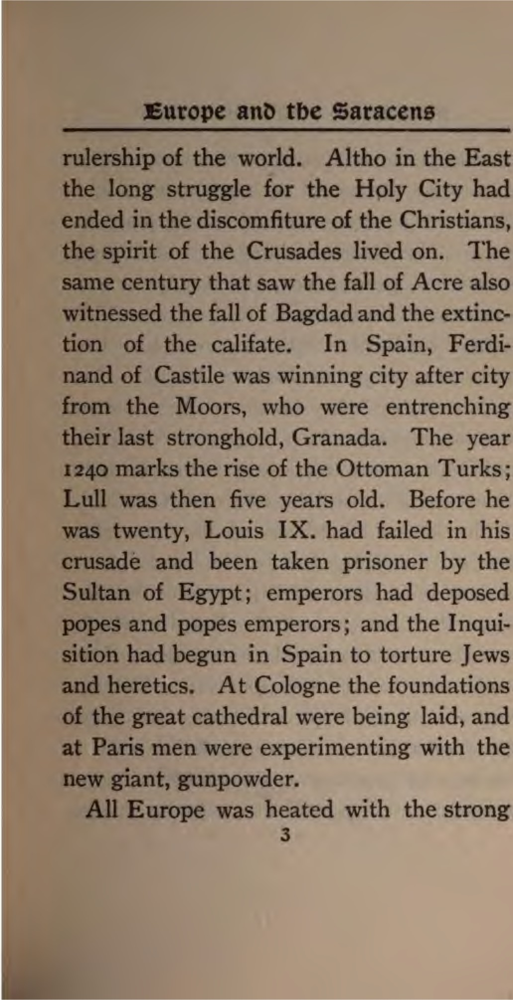 Europe and the Saracens
rulership of the world. Altho in the East
the long struggle for the Holy City had
ended in the discomfiture of the Christians,
the spirit of the Crusades lived on. The
same century that saw the fall of Acre also
witnessed the fall of Bagdad and the extinc-
tion of the califate. In Spain, Ferdi-
nand of Castile was winning city after city
from the Moors, who were entrenching
their last stronghold, Granada. The year
1240 marks the rise of the Ottoman Turks;
Lull was then five years old. Before he
was twenty, Louis IX. had failed in his
crusade and been taken prisoner by the
Sultan of Egypt; emperors had deposed
popes and popes emperors; and the Inqui-
sition had begun in Spain to torture Jews
and heretics. At Cologne the foundations
of the great cathedral were being laid, and
at Paris men were experimenting with the
new giant, gunpowder.
All Europe was heated with the strong
3